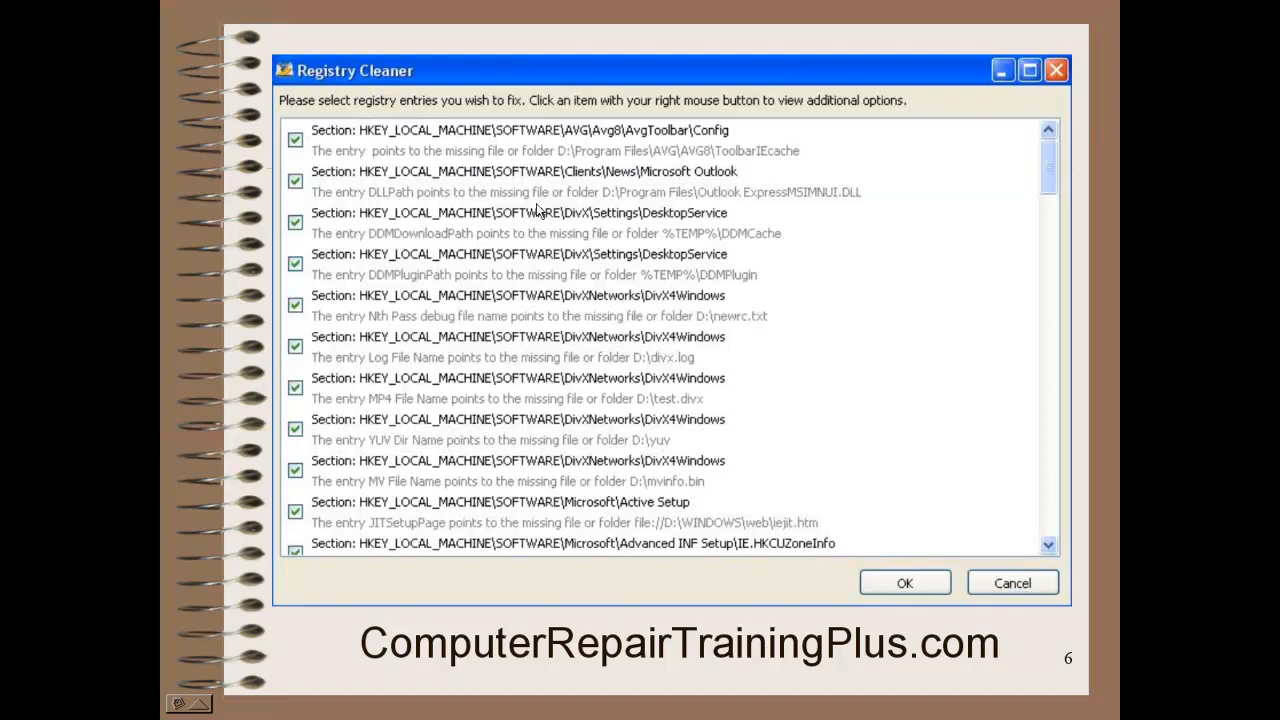 Registry Cleaner
Please select registry entries you wish to fix. Click an item with your right mouse button to view additional options.
Section: HKEY_LOCAL_MACHINE\SOFTWARE\AVG\Avg8\AvgToolbar\Config
The entry  points to the missing file or folder D:\Program Files\AVG\AVG8\ToolbarIEcache
Section: HKEY_LOCAL_MACHINE\SOFTWARE\Clients\News\Microsoft Outlook
The entry DLLPath points to the missing file or folder D:\Program Files\Outlook ExpressMSIMNUI.DLL
Section: HKEY_LOCAL_MACHINE\SOFTWARE\DivX\Settings\DesktopService
The entry DDMDownloadPath points to the missing file or folder %TEMP%\DDMCache
Section: HKEY_LOCAL_MACHINE\SOFTWARE\DivX\Settings\DesktopService
The entry DDMPluginPath points to the missing file or folder %TEMP%\DDMPlugin
Section: HKEY_LOCAL_MACHINE\SOFTWARE\DivXNetworks\DivX4Windows
The entry Nth Pass debug file name points to the missing file or folder D:\newrc.txt
Section: HKEY_LOCAL_MACHINE\SOFTWARE\DivXNetworks\DivX4Windows
The entry Log File Name points to the missing file or folder D:\divx.log
Section: HKEY_LOCAL_MACHINE\SOFTWARE\DivXNetworks\DivX4Windows
The entry MP4 File Name points to the missing file or folder D:\test.divx
Section: HKEY_LOCAL_MACHINE\SOFTWARE\DivXNetworks\DivX4Windows
The entry YUV Dir Name points to the missing file or folder D:\yuv
Section: HKEY_LOCAL_MACHINE\SOFTWARE\DivXNetworks\DivX4Windows
The entry MV File Name points to the missing file or folder D:\mvinfo.bin
Section: HKEY_LOCAL_MACHINE\SOFTWARE\Microsoft\Active Setup
The entry JITSetupPage points to the missing file or folder file://D:\WINDOWS\web\iejit.htm
Section: HKEY_LOCAL_MACHINE\SOFTWARE\Microsoft\Advanced INF Setup\IE.HKCUZoneInfo
OK Cancel
ComputerRepairTrainingPlus.com
6